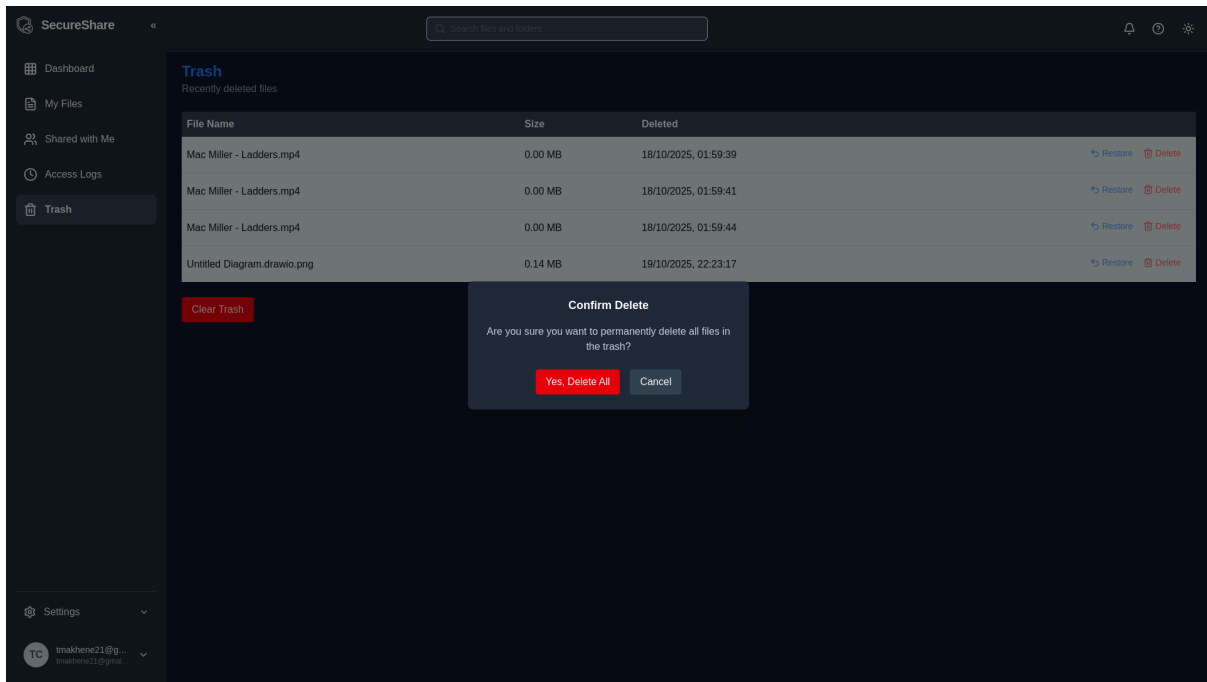 SecureShare «
Search files and folders
Dashboard
My Files
Shared with Me
Access Logs
Trash
Trash
Recently deleted files
File Name Size Deleted
Mac Miller - Ladders.mp4 0.00 MB 18/10/2025, 01:59:39 Restore Delete
Mac Miller - Ladders.mp4 0.00 MB 18/10/2025, 01:59:41 Restore Delete
Mac Miller - Ladders.mp4 0.00 MB 18/10/2025, 01:59:44 Restore Delete
Untitled Diagram.drawio.png 0.14 MB 19/10/2025, 22:23:17 Restore Delete
Clear Trash
Confirm Delete
Are you sure you want to permanently delete all files in
the trash?
Yes, Delete All Cancel
Settings
TC
tmakhene21@g...
tmakhene21@gmai...